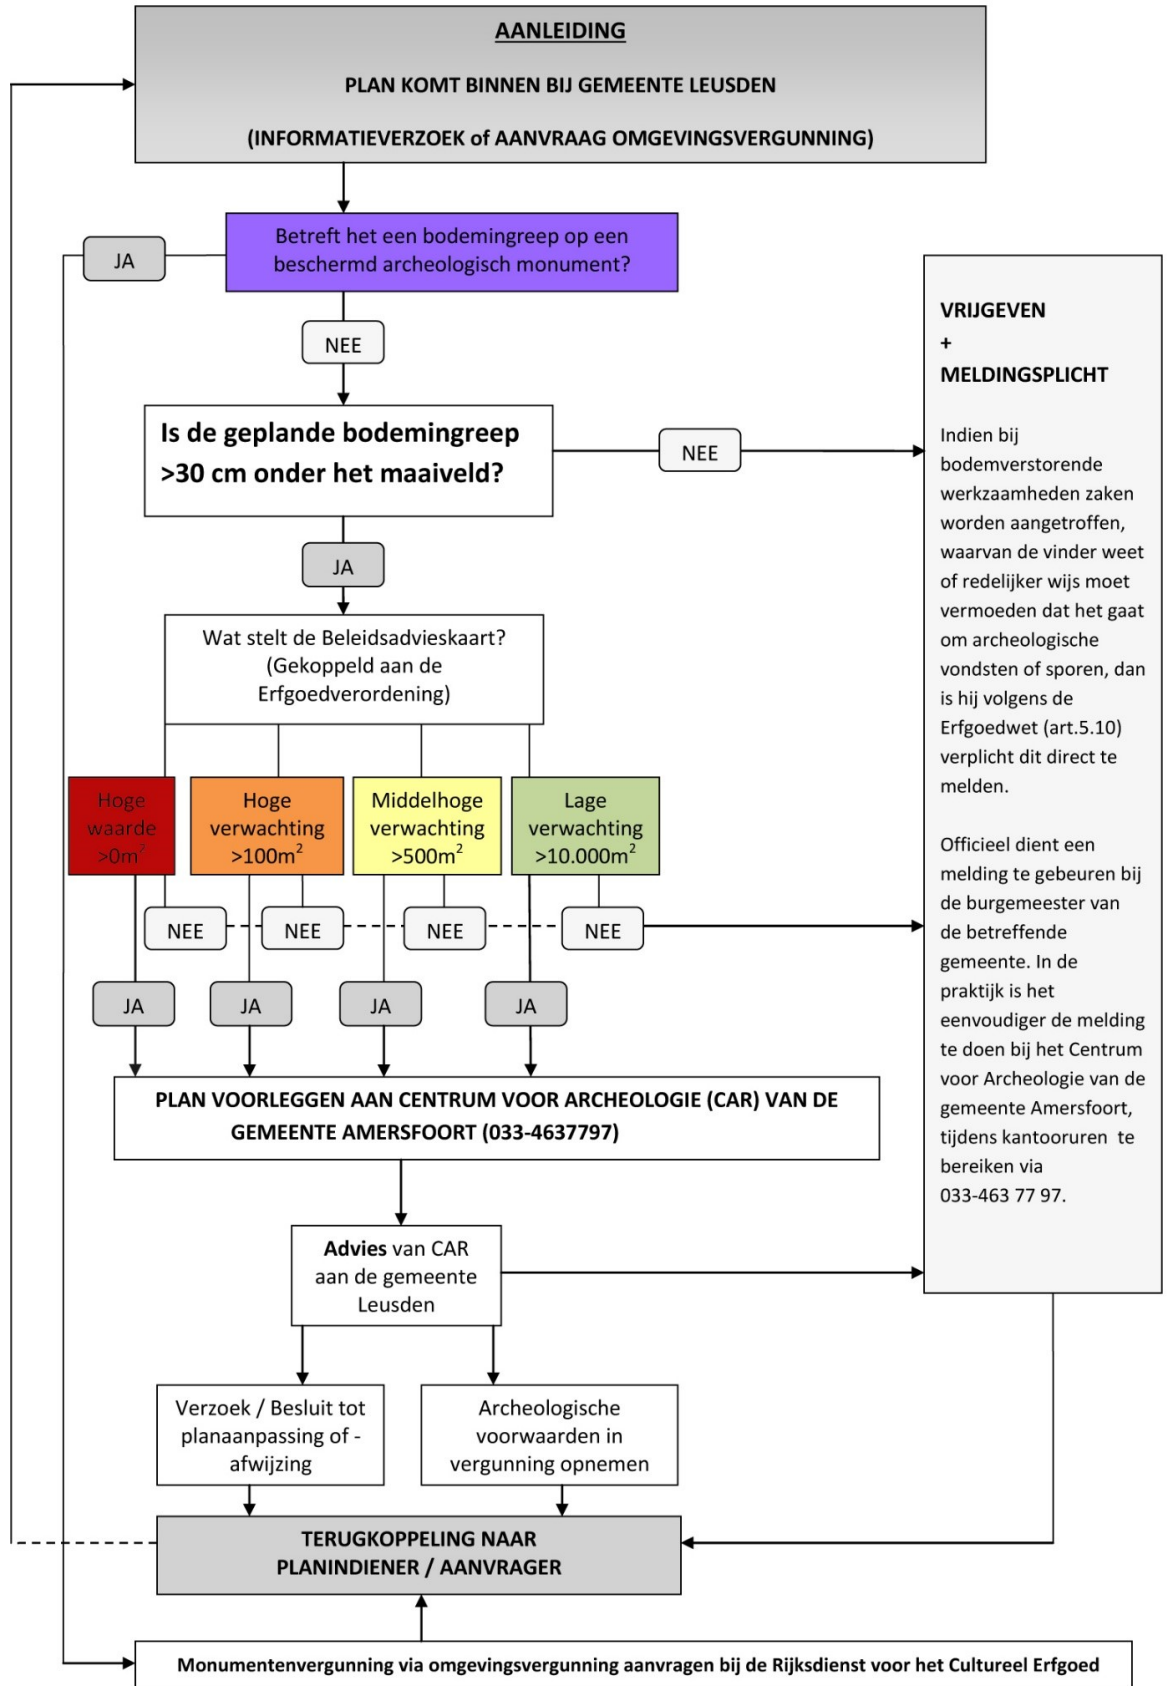 AANLEIDING
PLAN KOMT BINNEN BIJ GEMEENTE LEUSDEN
(INFORMATIEVERZOEK of AANVRAAG OMGEVINGSVERGUNNING)
Betreft het een bodemingreep op een
beschermd archeologisch monument?
JA
NEE
Is de geplande bodemingreep
>30 cm onder het maaiveld?
NEE
JA
Wat stelt de Beleidsadvieskaart?
(Gekoppeld aan de
Erfgoedverordening)
Hoge
waarde
>0m²
Hoge
verwachting
>100m²
Middelhoge
verwachting
>500m²
Lage
verwachting
>10.000m²
NEE
NEE
NEE
NEE
JA
JA
JA
JA
PLAN VOORLEGGEN AAN CENTRUM VOOR ARCHEOLOGIE (CAR) VAN DE
GEMEENTE AMERSFOORT (033-4637797)
Advies van CAR
aan de gemeente
Leusden
Verzoek / Besluit tot
planaanpassing of -
afwijzing
Archeologische
voorwaarden in
vergunning opnemen
TERUGKOPPELING NAAR
PLANINDIENER / AANVRAGER
Monumentenvergunning via omgevingsvergunning aanvragen bij de Rijksdienst voor het Cultureel Erfgoed
VRIJGEVEN
+
MELDINGSPLICHT
Indien bij
bodemverstorende
werkzaamheden zaken
worden aangetroffen,
waarvan de vinder weet
of redelijker wijs moet
vermoeden dat het gaat
om archeologische
vondsten of sporen, dan
is hij volgens de
Erfgoedwet (art.5.10)
verplicht dit direct te
melden.
Officieel dient een
melding te gebeuren bij
de burgemeester van
de betreffende
gemeente. In de
praktijk is het
eenvoudiger de melding
te doen bij het Centrum
voor Archeologie van de
gemeente Amersfoort,
tijdens kantooruren te
bereiken via
033-463 77 97.